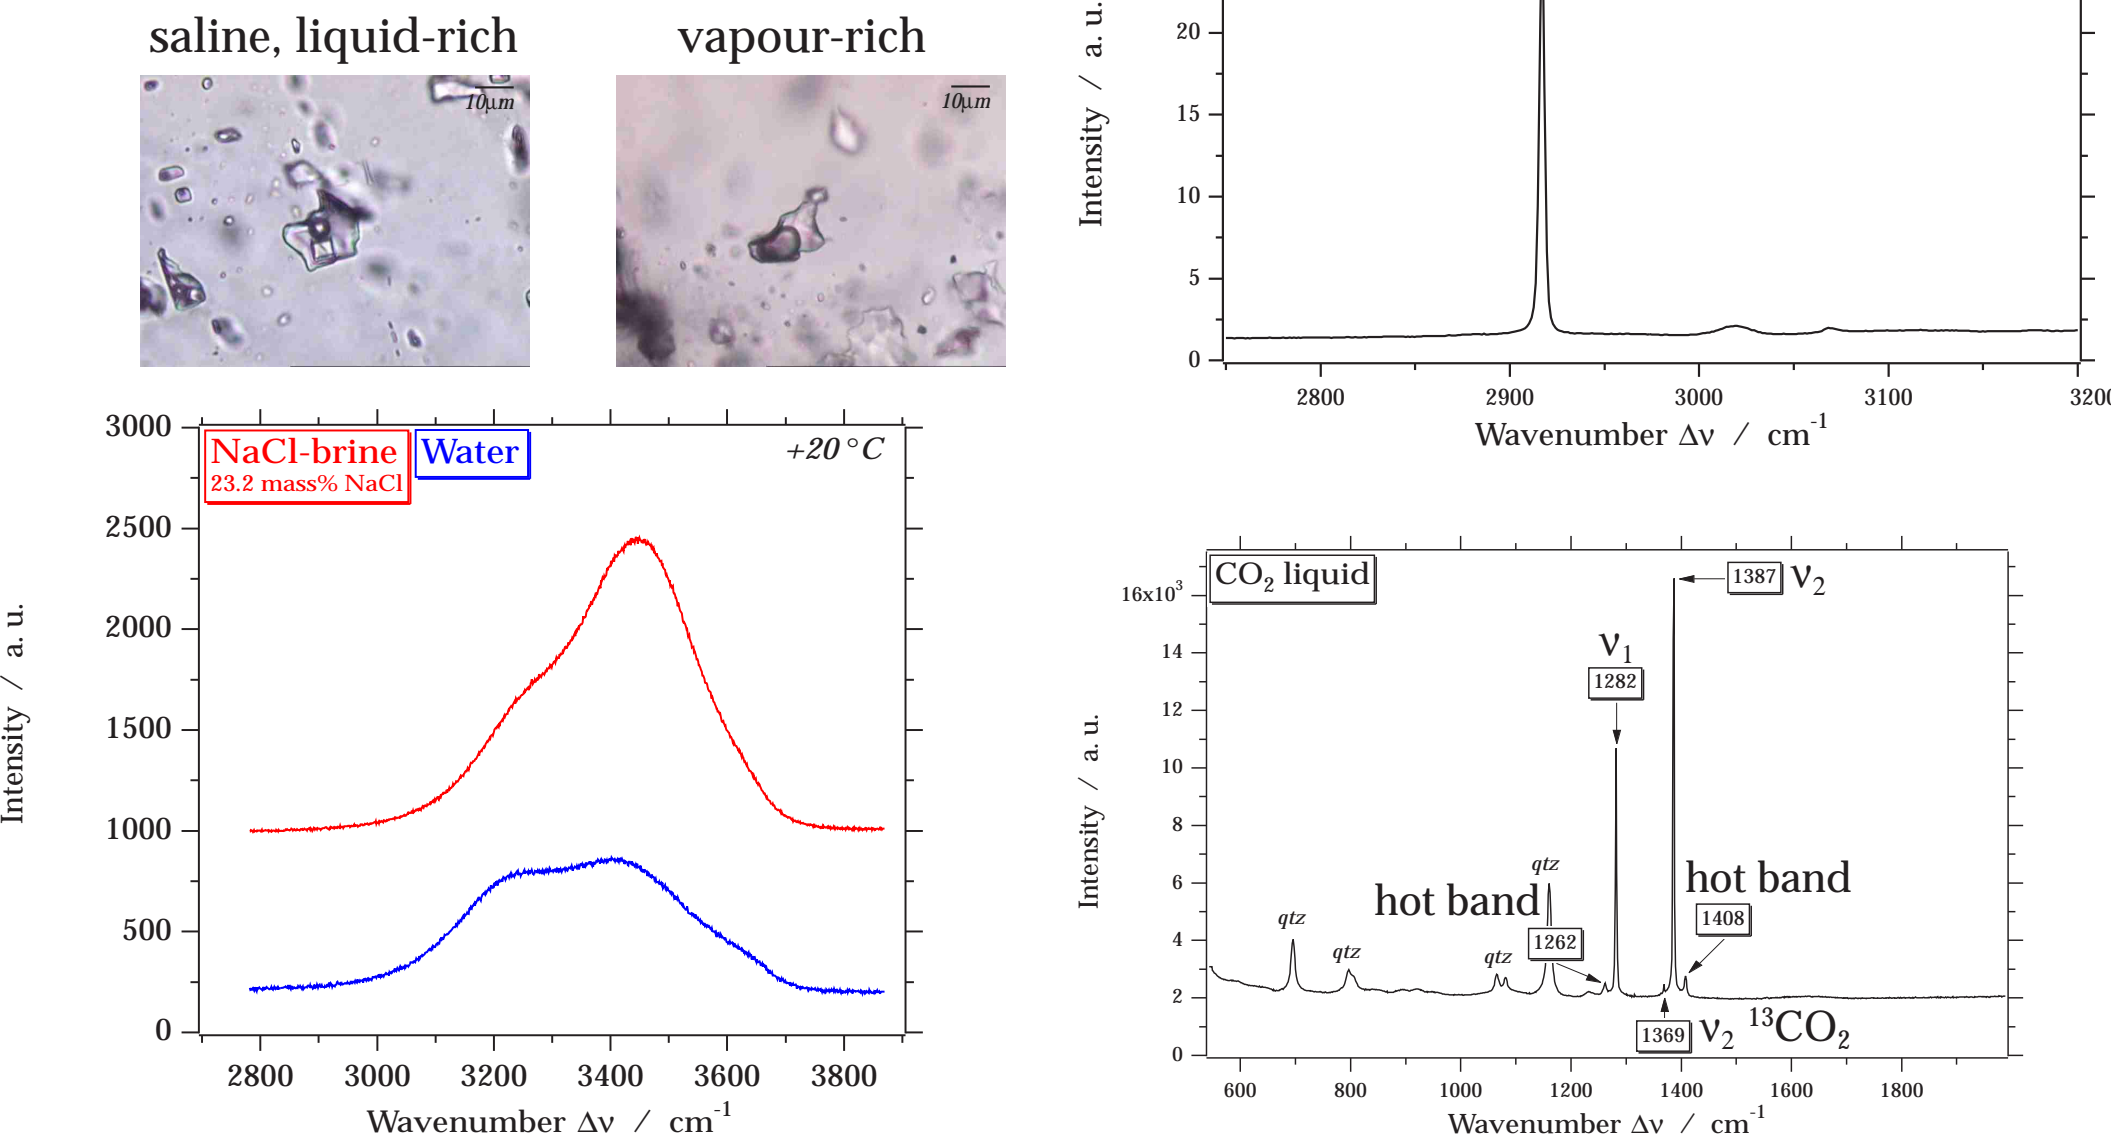 saline, liquid-rich
10μm
vapour-rich
10μm
3000
2500
2000
1500
1000
500
0
NaCl-brine
23.2 mass% NaCl
Water
+20°C
Intensity / a. u.
2800 3000 3200 3400 3600 3800
Wavenumber Δν / cm-1
20
15
10
5
0
Intensity / a. u.
2800 2900 3000 3100 320
Wavenumber Δν / cm-1
CO2 liquid
16x10³
14
12
10
8
6
4
2
0
Intensity / a. u.
1387 ν2
ν1
1282
qtz
qtz
qtz
qtz
hot band
1262
hot band
1408
1369 ν2 13CO2
600 800 1000 1200 1400 1600 1800
Wavenumber Δν / cm-1